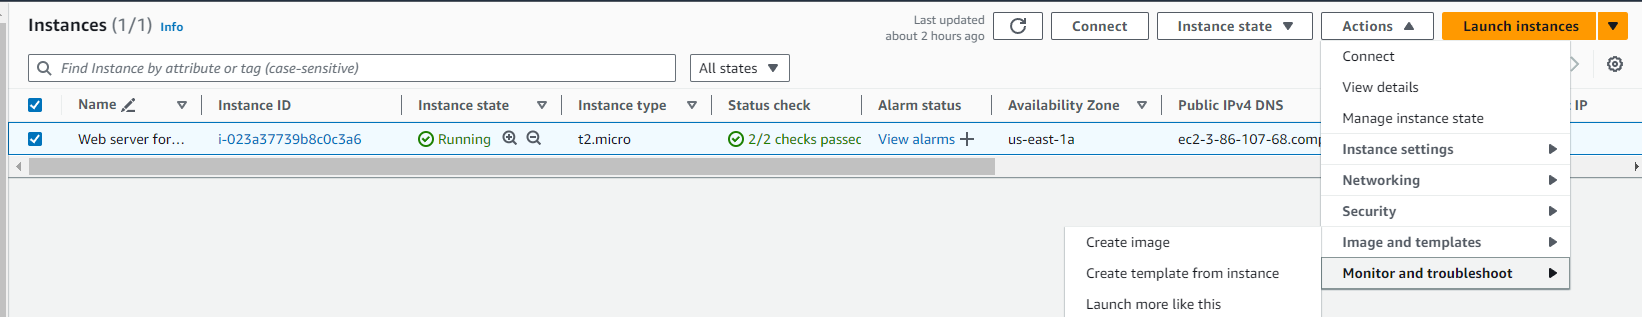 Instances (1/1) Info
Last updated
about 2 hours ago
Connect
Instance state
Actions
Launch instances
Find Instance by attribute or tag (case-sensitive)
All states
Name Instance ID Instance state Instance type Status check Alarm status Availability Zone Public IPv4 DNS IP
Web server for... i-023a37739b8c0c3a6 Running t2.micro 2/2 checks passed View alarms us-east-1a ec2-3-86-107-68.comp
Connect
View details
Manage instance state
Instance settings
Networking
Security
Image and templates
Monitor and troubleshoot
Create image
Create template from instance
Launch more like this